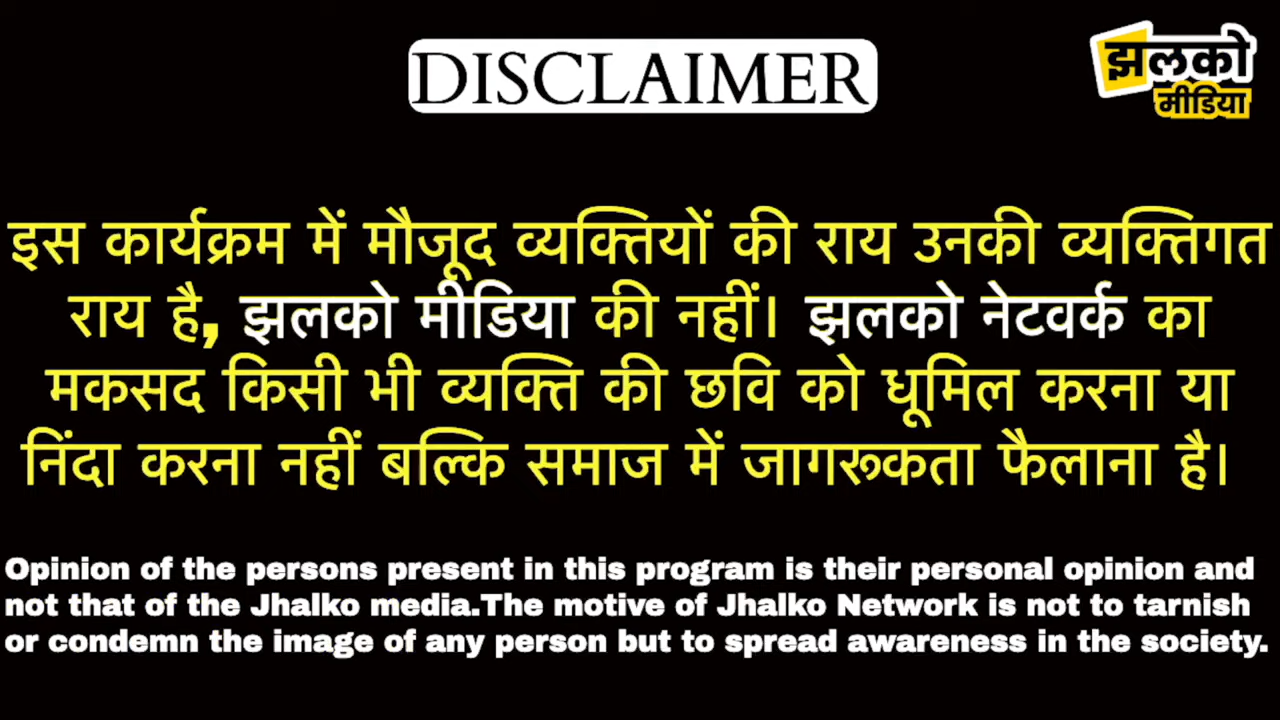 DISCLAIMER
झलको
मीडिया
इस कार्यक्रम में मौजूद व्यक्तियों की राय उनकी व्यक्तिगत
राय है, झलको मीडिया की नहीं। झलको नेटवर्क का
मकसद किसी भी व्यक्ति की छवि को धूमिल करना या
निंदा करना नहीं बल्कि समाज में जागरूकता फैलाना है।
Opinion of the persons present in this program is their personal opinion and
not that of the Jhalko media.The motive of Jhalko Network is not to tarnish
or condemn the image of any person but to spread awareness in the society.